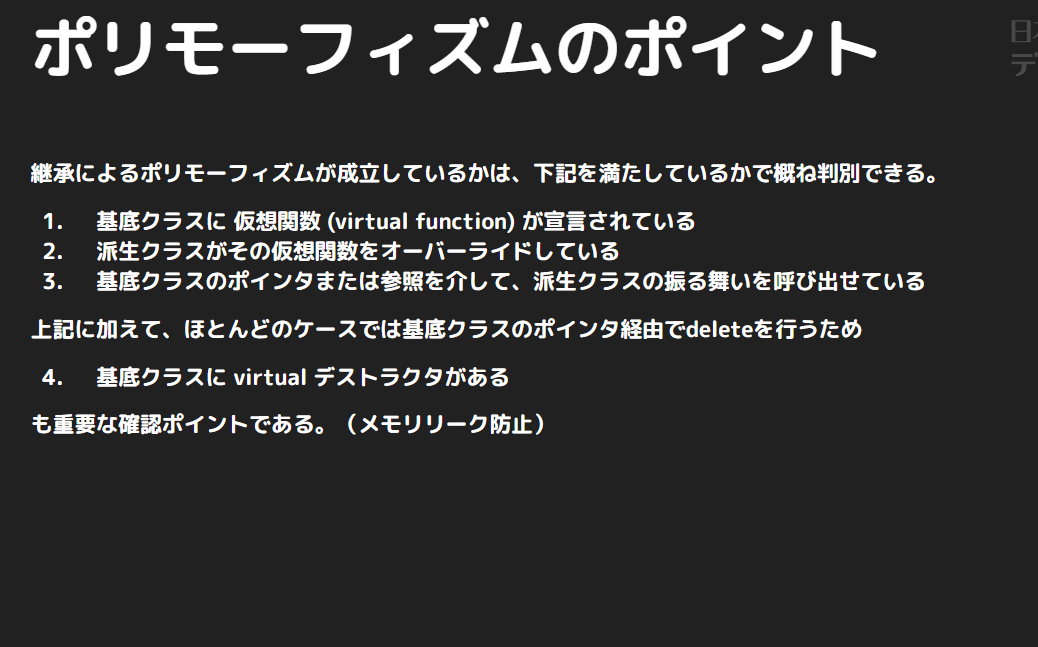 ポリモーフィズムのポイント
継承によるポリモーフィズムが成立しているかは、下記を満たしているかで概ね判別できる。
1. 基底クラスに 仮想関数 (virtual function) が宣言されている
2. 派生クラスがその仮想関数をオーバーライドしている
3. 基底クラスのポインタまたは参照を介して、派生クラスの振る舞いを呼び出せている
上記に加えて、ほとんどのケースでは基底クラスのポインタ経由でdeleteを行うため
4. 基底クラスに virtual デストラクタがある
も重要な確認ポイントである。（メモリリーク防止）